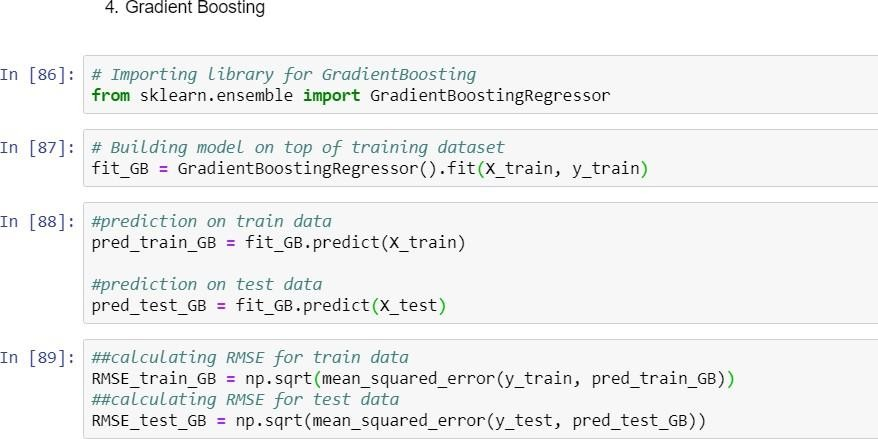 4. Gradient Boosting
In [86]: # Importing library for GradientBoosting
from sklearn.ensemble import GradientBoostingRegressor
In [87]: # Building model on top of training dataset
fit_GB = GradientBoostingRegressor().fit(X_train, y_train)
In [88]: #prediction on train data
pred_train_GB = fit_GB.predict(X_train)
#prediction on test data
pred_test_GB = fit_GB.predict(X_test)
In [89]: ##calculating RMSE for train data
RMSE_train_GB = np.sqrt(mean_squared_error(y_train, pred_train_GB))
##calculating RMSE for test data
RMSE_test_GB = np.sqrt(mean_squared_error(y_test, pred_test_GB))